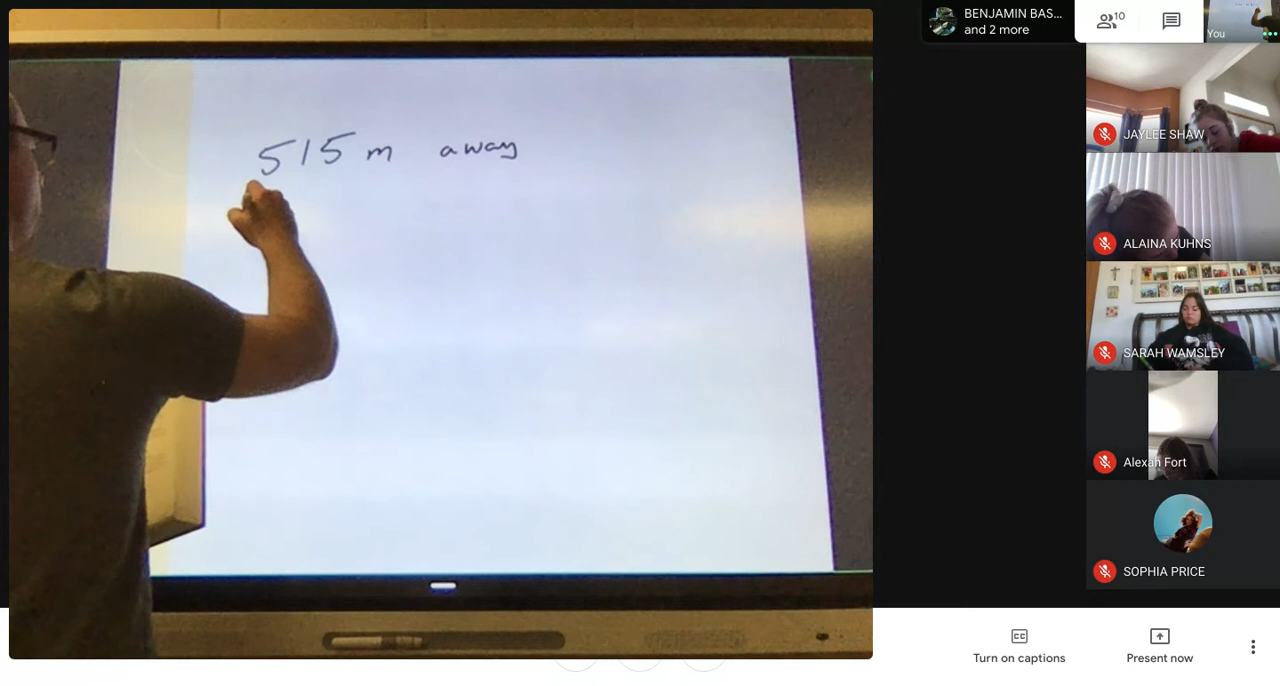 BENJAMIN BAS...
and 2 more
10
You
515 m away
JAYLEE SHAW
ALAINA KUHNS
SARAH WAMSLEY
Alexah Fort
SOPHIA PRICE
CC
Turn on captions
Present now